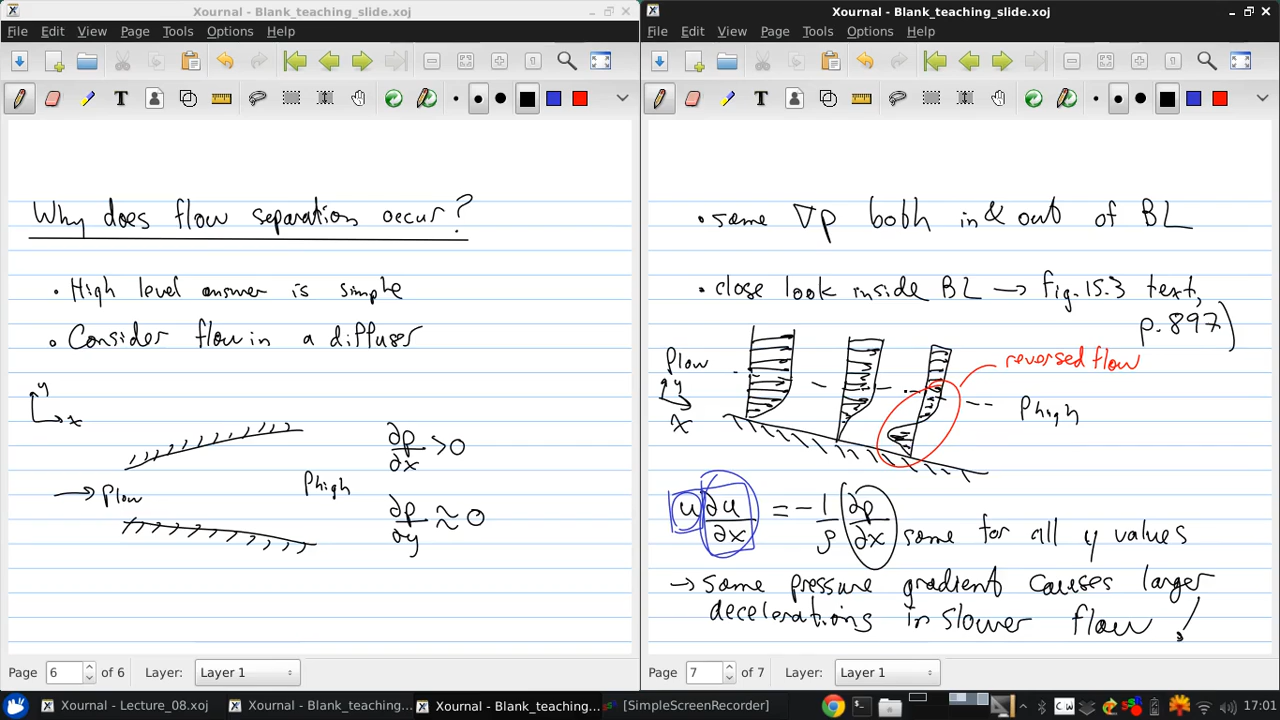 Xournal - Blank_teaching_slide.xoj
File Edit View Page Tools Options Help
Why does flow separation occur?
• High level answer is simple
• Consider flow in a diffuser
y
x
∂p/∂x > 0
Plow
Phigh
∂p/∂y ≈ 0
Page 6 of 6 Layer: Layer 1
Xournal - Blank_teaching_slide.xoj
File Edit View Page Tools Options Help
• same ∇p both in & out of BL
• close look inside BL → fig. 15.3 text,
p. 897)
Plow
reversed flow
y
x
Phigh
u ∂u/∂x = -1/ρ ∂p/∂x same for all y values
→ Same pressure gradient causes larger
decelerations in slower flow!
Page 7 of 7 Layer: Layer 1
Xournal - Lecture_08.xoj
Xournal - Blank_teaching...
Xournal - Blank_teaching...
[SimpleScreenRecorder]
17:01